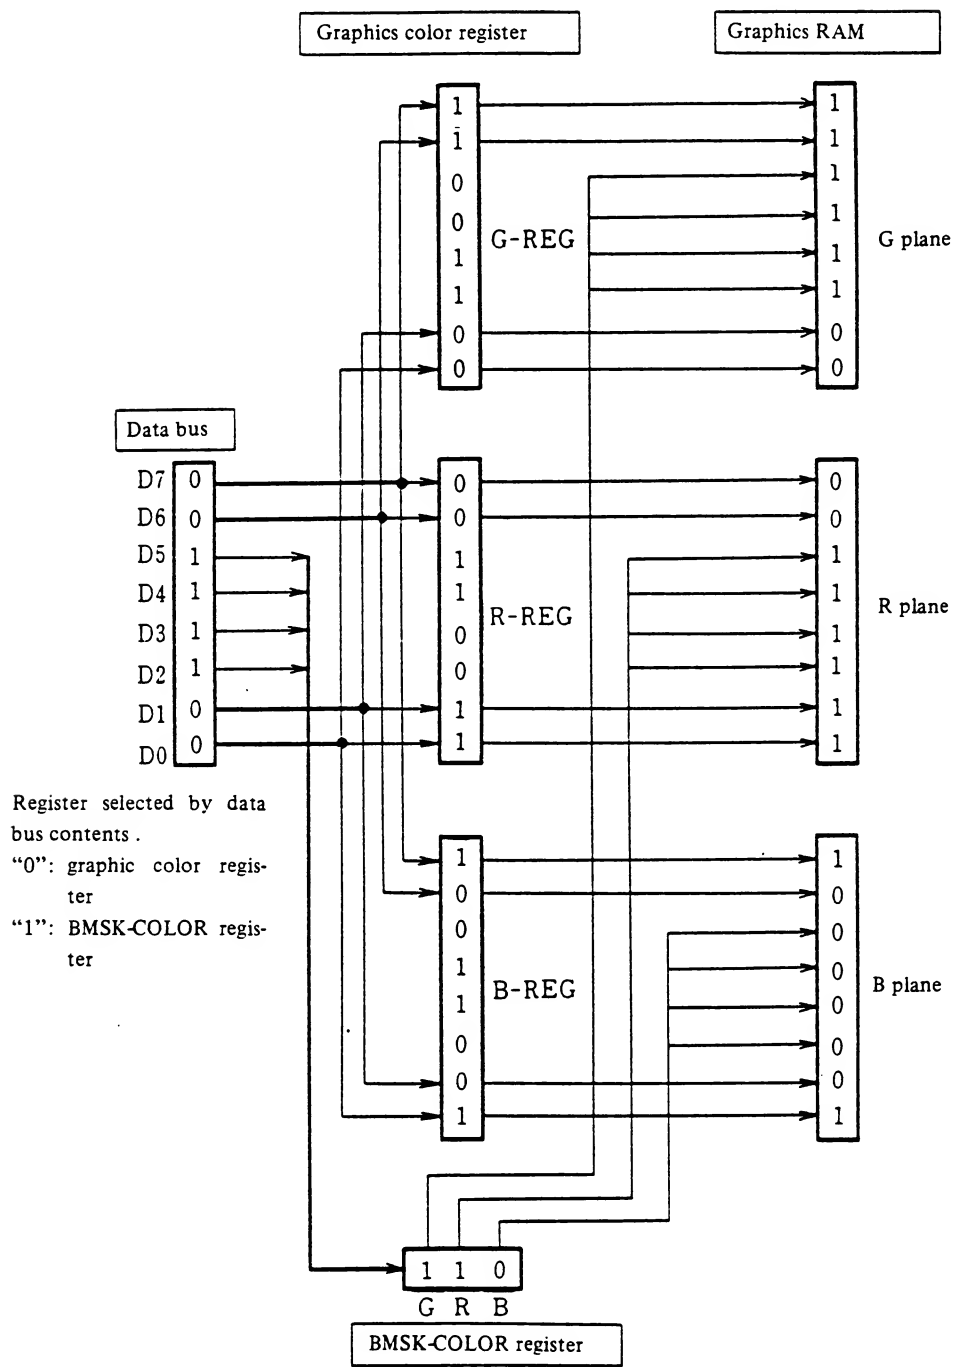 Graphics color register
Graphics RAM
1
1
0
0
1
1
0
0
G-REG
1
1
1
1
1
1
0
0
G plane
Data bus
D7 0
D6 0
D5 1
D4 1
D3 1
D2 1
D1 0
D0 0
0
0
1
1
0
0
1
1
R-REG
0
0
1
1
1
1
1
1
R plane
Register selected by data
bus contents .
“0”: graphic color regis-
ter
“1”: BMSK-COLOR regis-
ter
1
0
0
1
1
0
0
1
B-REG
1
0
0
0
0
0
0
1
B plane
1 1 0
G R B
BMSK-COLOR register